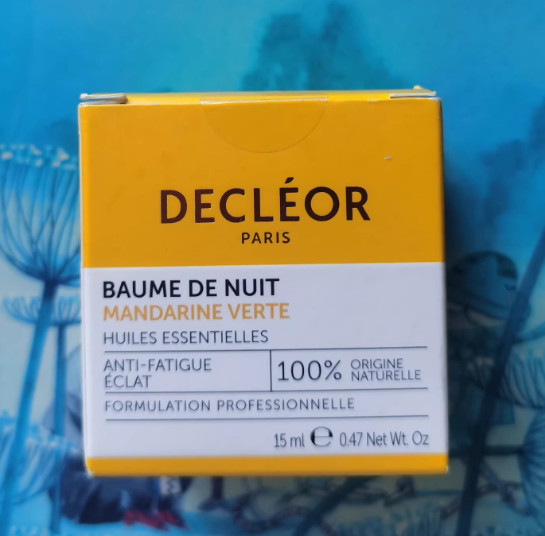 DECLÉOR
PARIS
BAUME DE NUIT
MANDARINE VERTE
HUILES ESSENTIELLES
ANTI-FATIGUE
ÉCLAT
100% ORIGINE
NATURELLE
FORMULATION PROFESSIONNELLE
15 ml ℮ 0.47 Net Wt. Oz